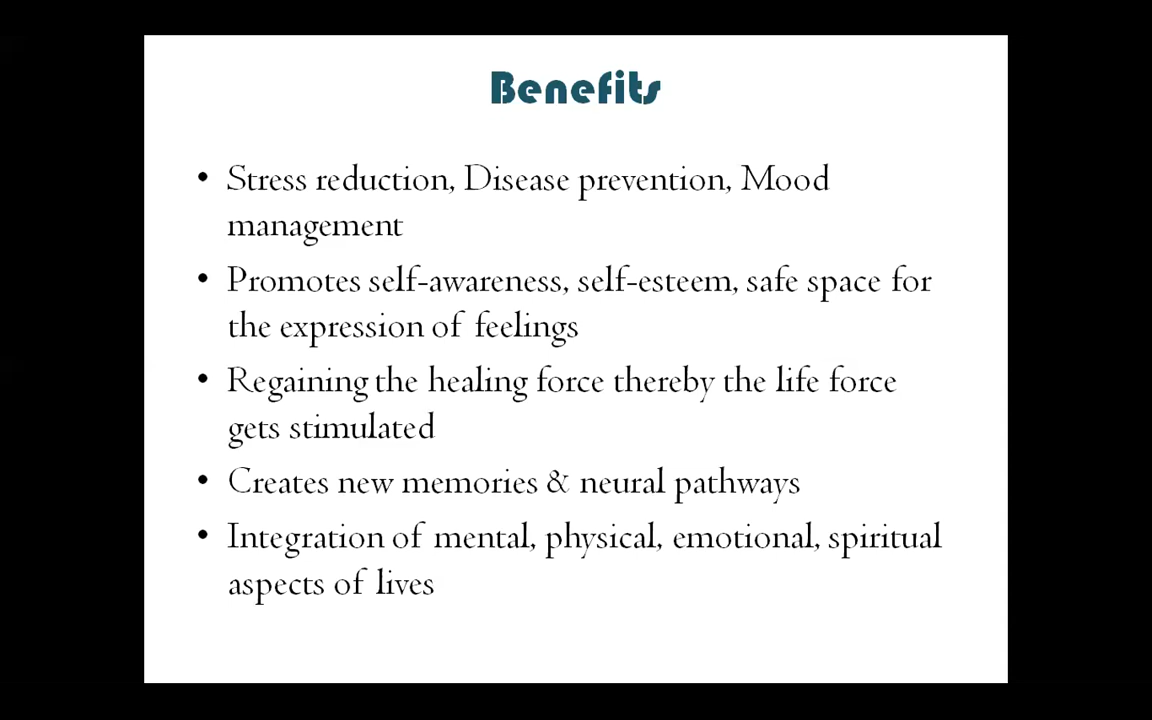 Benefits
• Stress reduction, Disease prevention, Mood
management
• Promotes self-awareness, self-esteem, safe space for
the expression of feelings
• Regaining the healing force thereby the life force
gets stimulated
• Creates new memories & neural pathways
• Integration of mental, physical, emotional, spiritual
aspects of lives